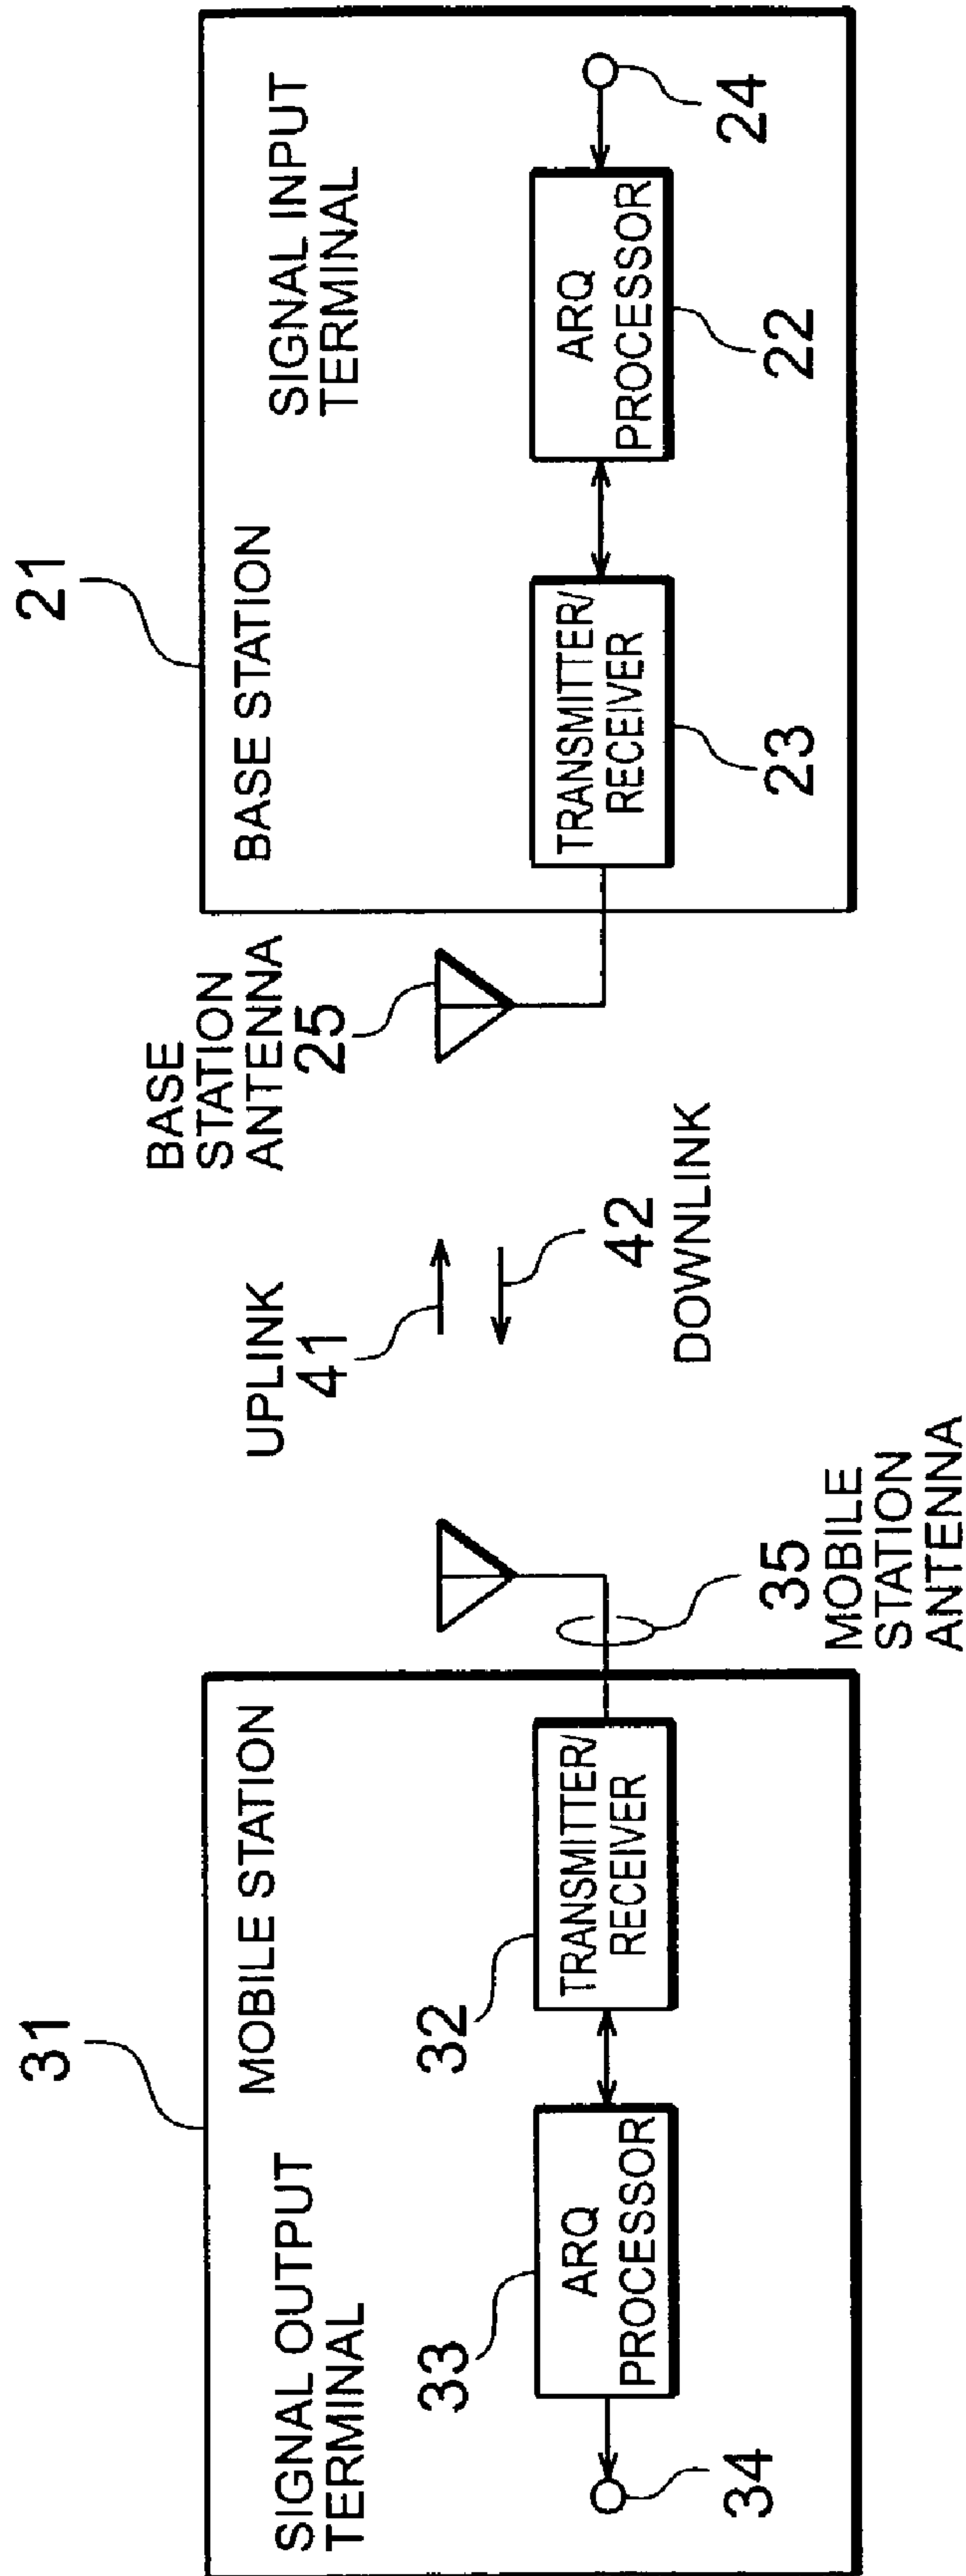 31
SIGNAL OUTPUT
TERMINAL
MOBILE STATION
33
32
ARQ
PROCESSOR
TRANSMITTER/
RECEIVER
34
35
MOBILE
STATION
ANTENNA
UPLINK
41
42
DOWNLINK
BASE
STATION
ANTENNA
25
21
BASE STATION
SIGNAL INPUT
TERMINAL
TRANSMITTER/
RECEIVER
ARQ
PROCESSOR
23
22
24